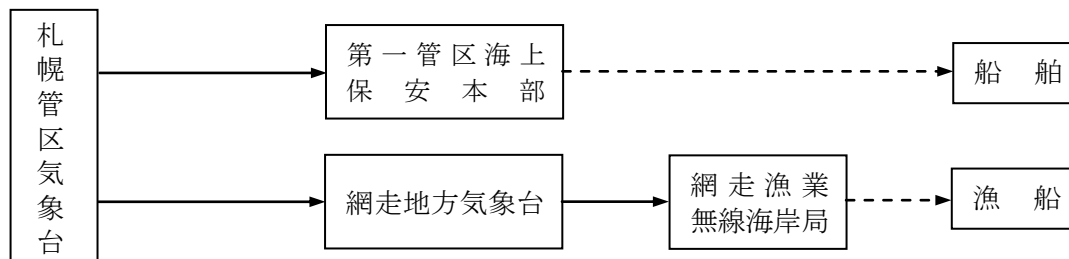 札幌管区気象台
第一管区海上
保安本部
船舶
網走地方気象台
網走漁業
無線海岸局
漁船